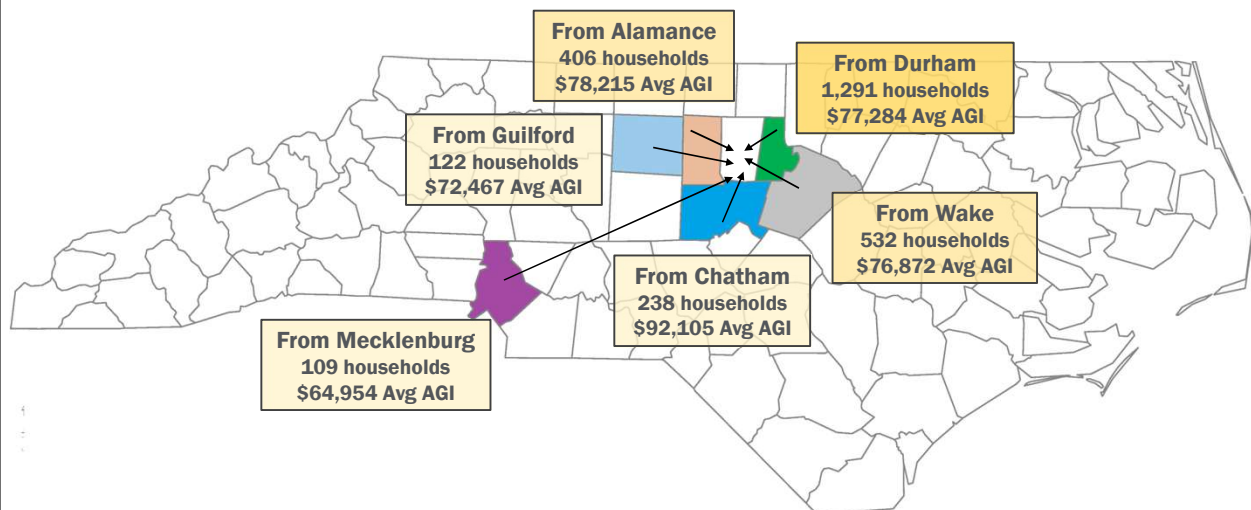 From Alamance
406 households
$78,215 Avg AGI
From Durham
1,291 households
$77,284 Avg AGI
From Guilford
122 households
$72,467 Avg AGI
From Wake
532 households
$76,872 Avg AGI
From Chatham
238 households
$92,105 Avg AGI
From Mecklenburg
109 households
$64,954 Avg AGI